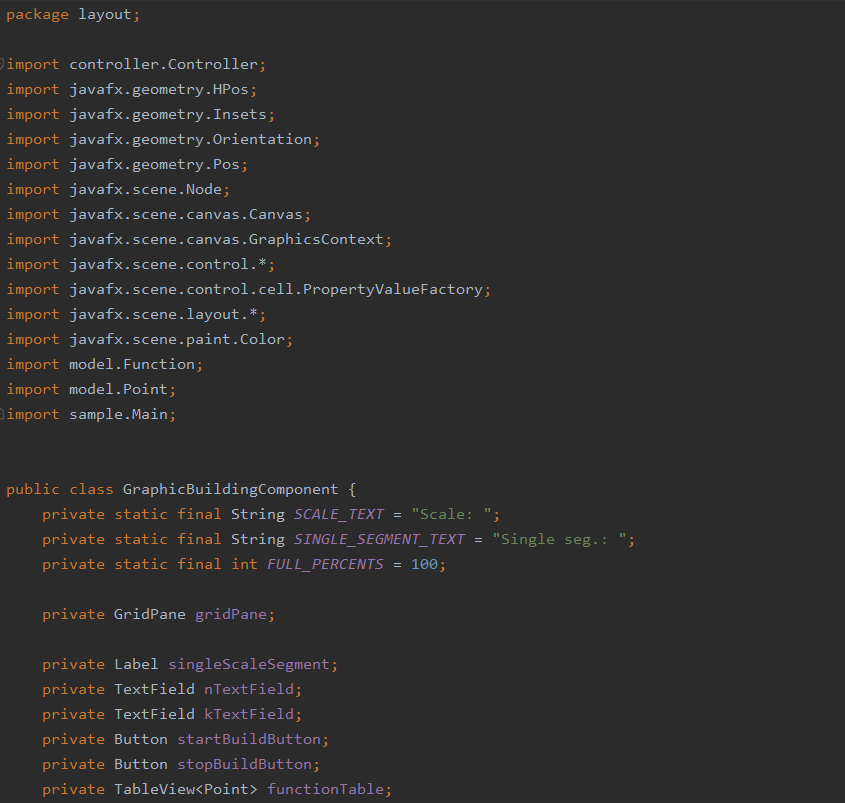 package layout;
import controller.Controller;
import javafx.geometry.HPos;
import javafx.geometry.Insets;
import javafx.geometry.Orientation;
import javafx.geometry.Pos;
import javafx.scene.Node;
import javafx.scene.canvas.Canvas;
import javafx.scene.canvas.GraphicsContext;
import javafx.scene.control.*;
import javafx.scene.control.cell.PropertyValueFactory;
import javafx.scene.layout.*;
import javafx.scene.paint.Color;
import model.Function;
import model.Point;
import sample.Main;
public class GraphicBuildingComponent {
    private static final String SCALE_TEXT = "Scale: ";
    private static final String SINGLE_SEGMENT_TEXT = "Single seg.: ";
    private static final int FULL_PERCENTS = 100;
    private GridPane gridPane;
    private Label singleScaleSegment;
    private TextField nTextField;
    private TextField kTextField;
    private Button startBuildButton;
    private Button stopBuildButton;
    private TableView<Point> functionTable;